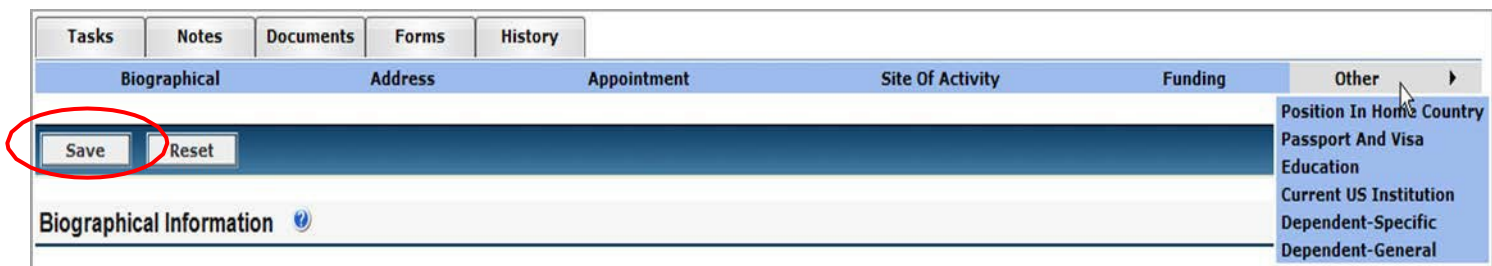 Tasks Notes Documents Forms History
Biographical Address Appointment Site Of Activity Funding Other
Position In Home Country
Passport And Visa
Education
Current US Institution
Dependent-Specific
Dependent-General
Save Reset
Biographical Information ?